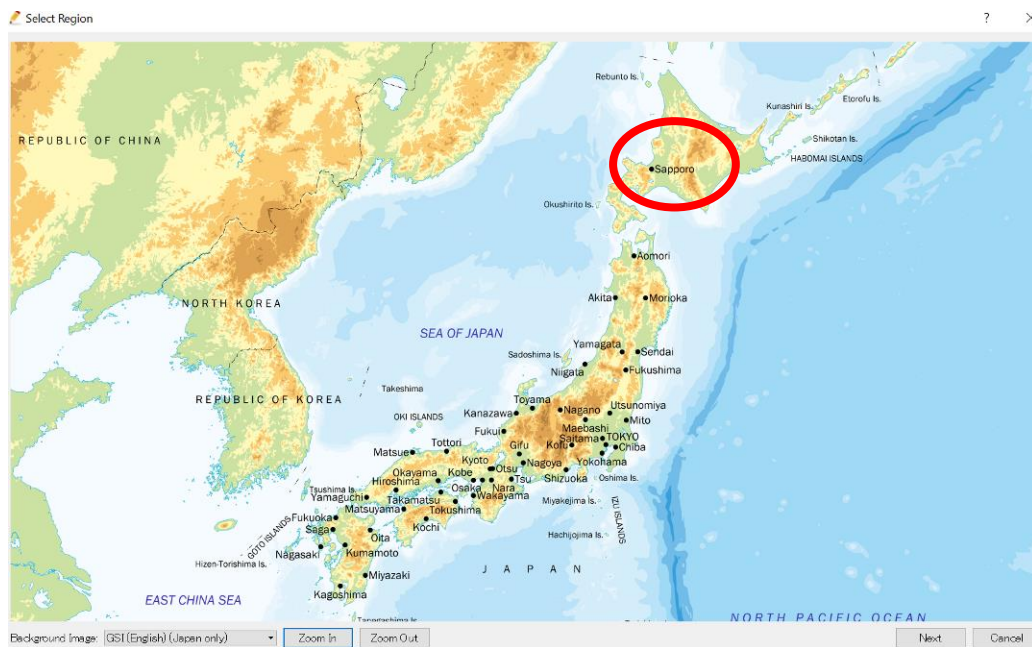 Select Region
?
Rebunto Is.
Kunashiri Is.
Etorofu Is.
REPUBLIC OF CHINA
Shikotan Is.
HABOMAI ISLANDS
Sapporo
Okushirito Is.
Aomori
NORTH KOREA
Akita
Morioka
SEA OF JAPAN
Yamagata
Sendai
Sadoshima Is.
Niigata
Fukushima
Takeshima
REPUBLIC OF KOREA
Toyama
Nagano
Utsunomiya
OKI ISLANDS
Kanazawa
Maebashi
Mito
Fukui
Saitama
TOKYO
Tottori
Gifu
Kofu
Chiba
Matsue
Kyoto
Yokohama
Okayama
Kobe
Otsu
Nagoya
Shizuoka
Oshima Is.
Hiroshima
Osaka
Nara
Tsu
Tsushima Is.
Yamaguchi
Takamatsu
Wakayama
Miyakejima Is.
IZU ISLANDS
Matsuyama
Tokushima
Fukuoka
Kochi
GOTO ISLANDS
Saga
Oita
Hachijojima Is.
Nagasaki
Kumamoto
Hizen-Torishima Is.
JAPAN
Miyazaki
Kagoshima
EAST CHINA SEA
NORTH PACIFIC OCEAN
Background Image: GSI (English) (Japan only) Zoom In Zoom Out Next Cancel